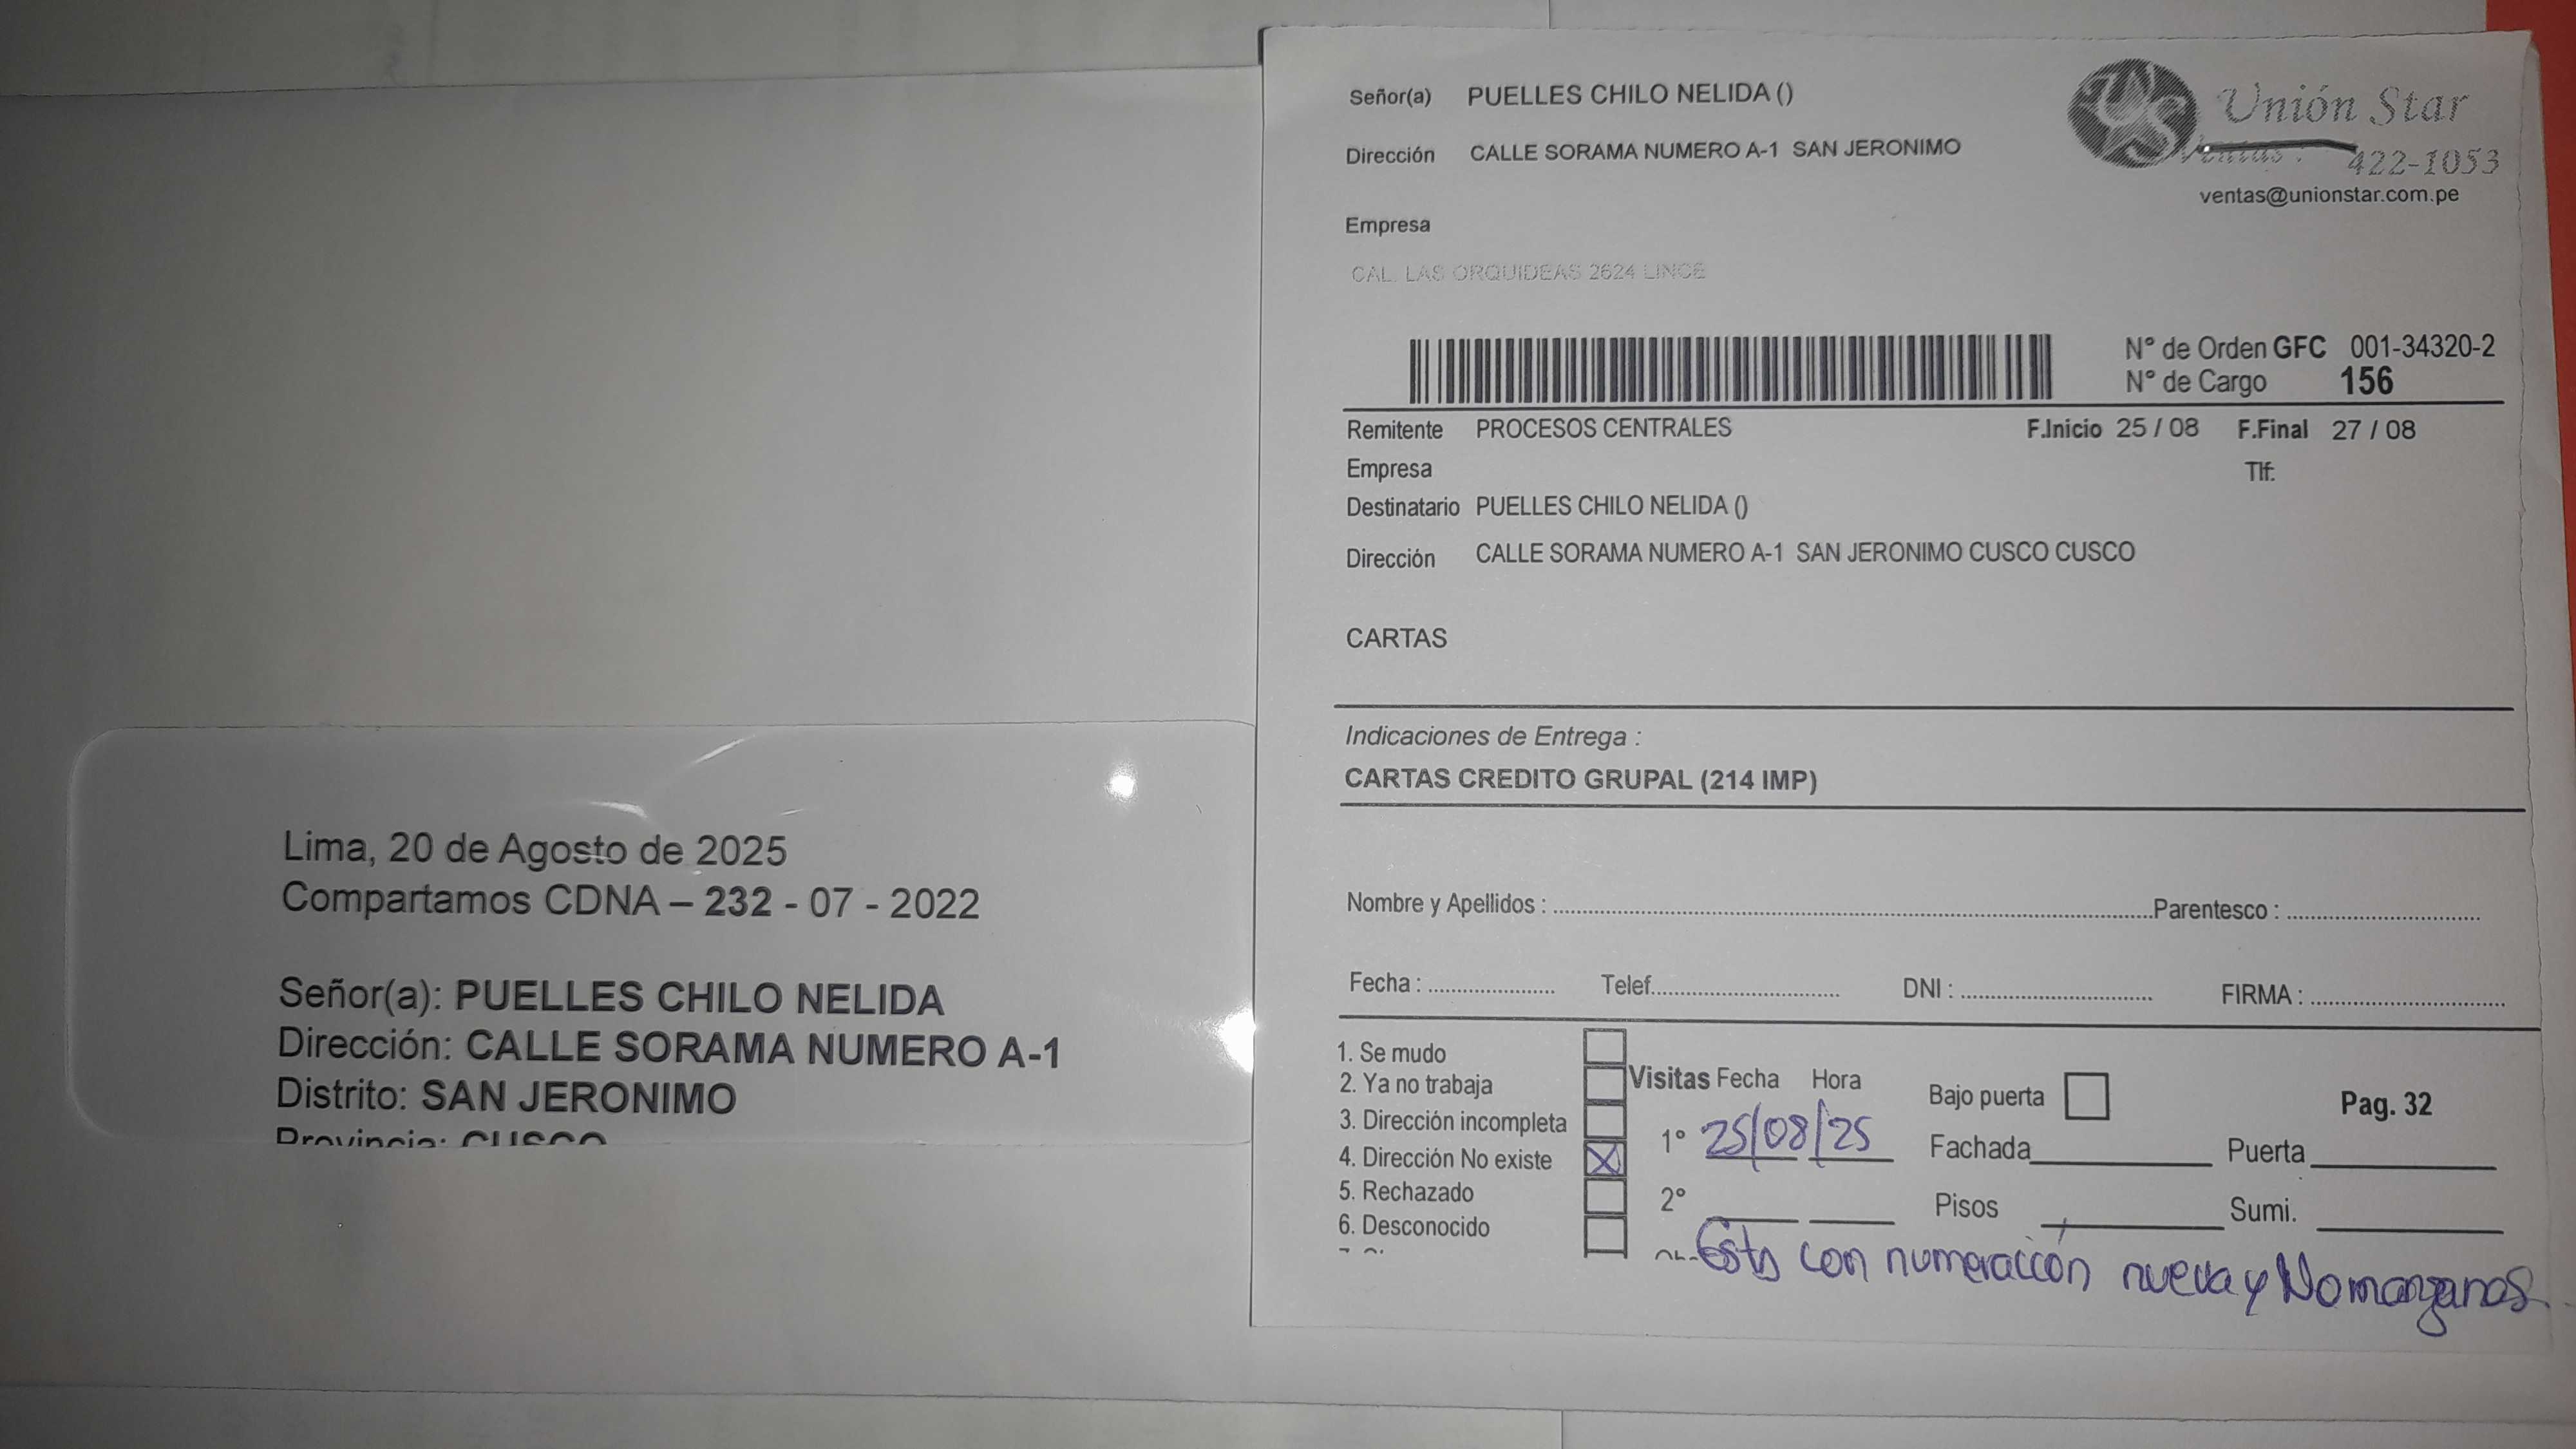 Lima, 20 de Agosto de 2025
Compartamos CDNA – 232 - 07 - 2022
Señor(a): PUELLES CHILO NELIDA
Dirección: CALLE SORAMA NUMERO A-1
Distrito: SAN JERONIMO
Provincia: CUSCO
Señor(a) PUELLES CHILO NELIDA ()
Dirección CALLE SORAMA NUMERO A-1 SAN JERONIMO
Unión Star
Ventas : 422-1053
ventas@unionstar.com.pe
Empresa
CAL. LAS ORQUIDEAS 2624 LINCE
N° de Orden GFC 001-34320-2
N° de Cargo 156
Remitente PROCESOS CENTRALES F.Inicio 25 / 08 F.Final 27 / 08
Empresa Tlf:
Destinatario PUELLES CHILO NELIDA ()
Dirección CALLE SORAMA NUMERO A-1 SAN JERONIMO CUSCO CUSCO
CARTAS
Indicaciones de Entrega :
CARTAS CREDITO GRUPAL (214 IMP)
Nombre y Apellidos : Parentesco :
Fecha : Telef. DNI : FIRMA :
1. Se mudo
2. Ya no trabaja
3. Dirección incompleta
4. Dirección No existe
5. Rechazado
6. Desconocido
Visitas Fecha Hora
1° 25/08/25
2°
Bajo puerta
Fachada Puerta
Pisos Sumi.
Pag. 32
con numeración nueva y No manzanas